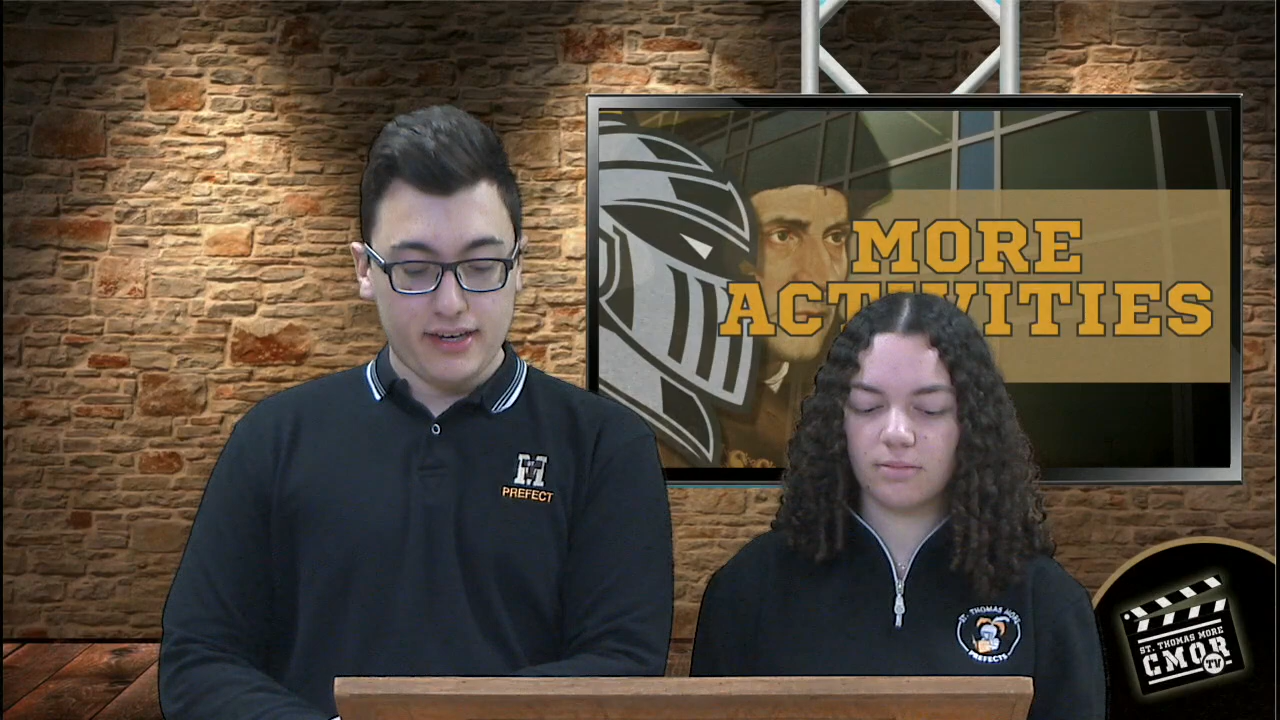 MORE
ACTIVITIES
PREFECT
ST. THOMAS MORE
PREFECTS
ST. THOMAS MORE
CMOR
TV